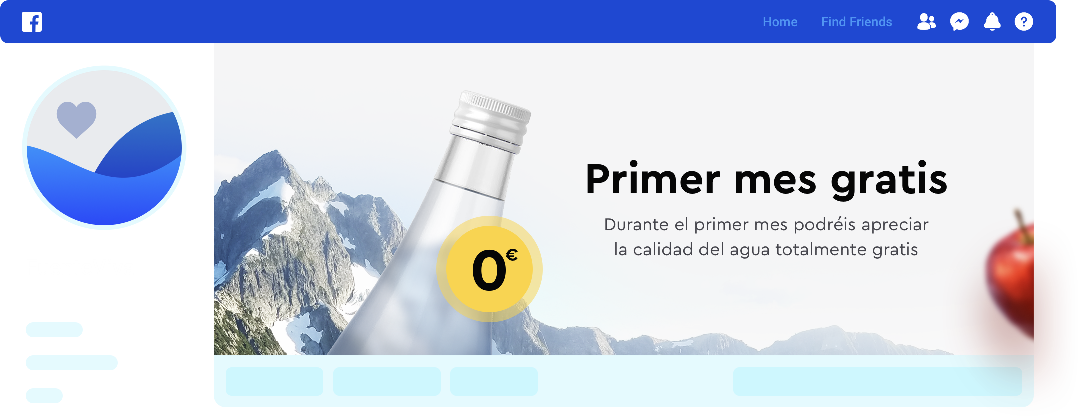 Home Find Friends
Primer mes gratis
Durante el primer mes podréis apreciar
la calidad del agua totalmente gratis
0€